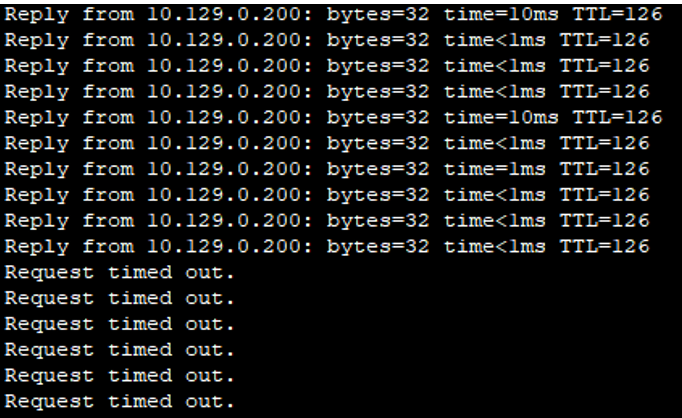 Reply from 10.129.0.200: bytes=32 time=10ms TTL=126
Reply from 10.129.0.200: bytes=32 time<1ms TTL=126
Reply from 10.129.0.200: bytes=32 time<1ms TTL=126
Reply from 10.129.0.200: bytes=32 time<1ms TTL=126
Reply from 10.129.0.200: bytes=32 time=10ms TTL=126
Reply from 10.129.0.200: bytes=32 time<1ms TTL=126
Reply from 10.129.0.200: bytes=32 time=1ms TTL=126
Reply from 10.129.0.200: bytes=32 time<1ms TTL=126
Reply from 10.129.0.200: bytes=32 time<1ms TTL=126
Reply from 10.129.0.200: bytes=32 time<1ms TTL=126
Request timed out.
Request timed out.
Request timed out.
Request timed out.
Request timed out.
Request timed out.